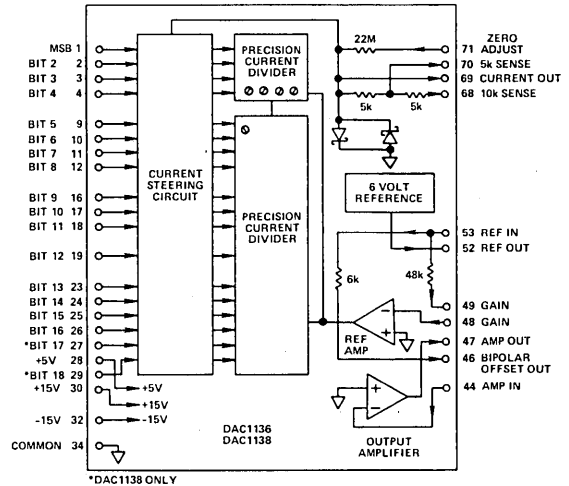 MSB 1
BIT 2 2
BIT 3 3
BIT 4 4
BIT 5 9
BIT 6 10
BIT 7 11
BIT 8 12
BIT 9 16
BIT 10 17
BIT 11 18
BIT 12 19
BIT 13 23
BIT 14 24
BIT 15 25
BIT 16 26
*BIT 17 27
+5V 28
*BIT 18 29
+15V 30
-15V 32
COMMON 34
+5V
+15V
-15V
CURRENT
STEERING
CIRCUIT
PRECISION
CURRENT
DIVIDER
PRECISION
CURRENT
DIVIDER
22M
5k
5k
6 VOLT
REFERENCE
6k
48k
REF
AMP
OUTPUT
AMPLIFIER
DAC1136
DAC1138
ZERO
71 ADJUST
70 5k SENSE
69 CURRENT OUT
68 10k SENSE
53 REF IN
52 REF OUT
49 GAIN
48 GAIN
47 AMP OUT
46 BIPOLAR
OFFSET OUT
44 AMP IN
*DAC1138 ONLY